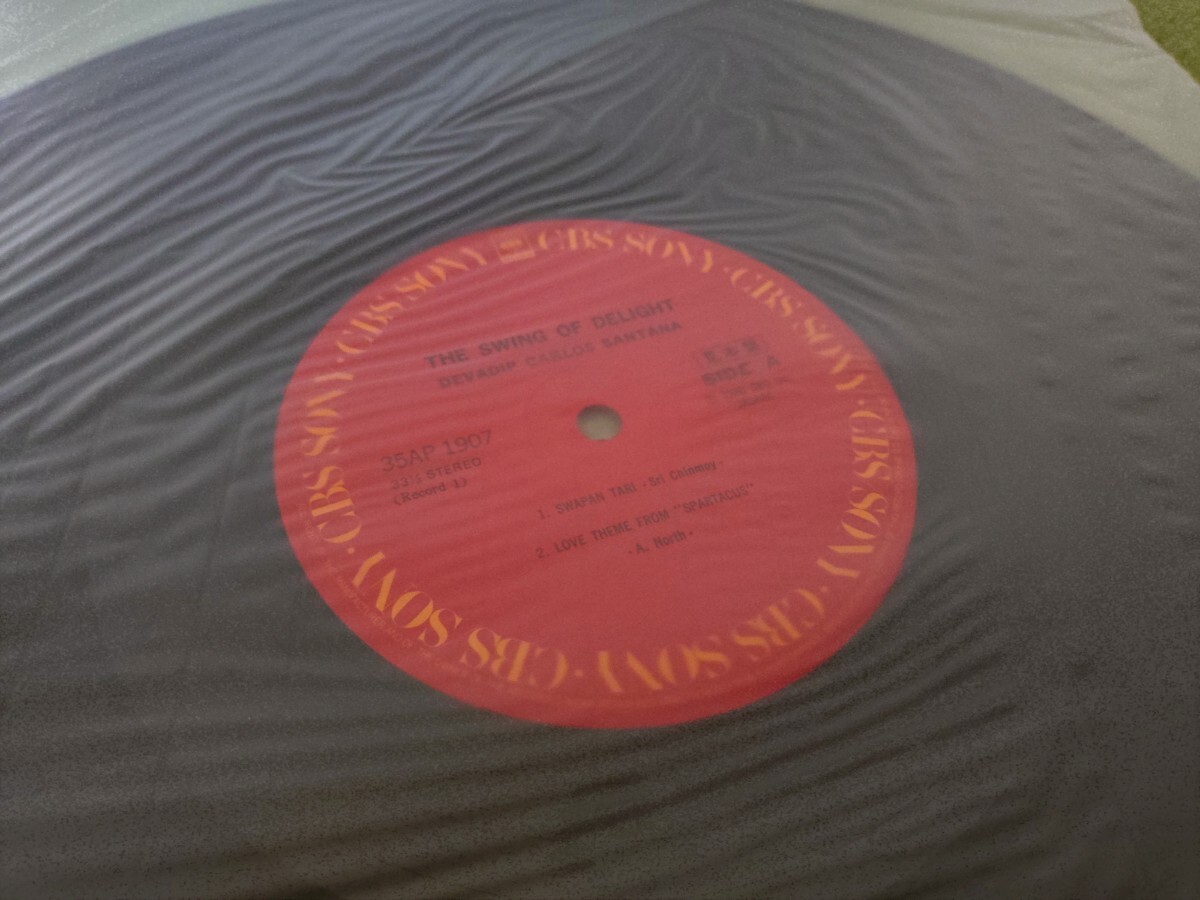 CBS SONY · CBS SONY · CBS SONY · CBS SONY · CBS SONY · CBS SONY · CBS SONY
THE SWING OF DELIGHT
DEVADIP CARLOS SANTANA
SIDE A
35AP 1907
33⅓ STEREO
(Record 1)
1. SWAPAN TARI ·Sri Chinmoy·
2. LOVE THEME FROM "SPARTACUS"
·A. North·